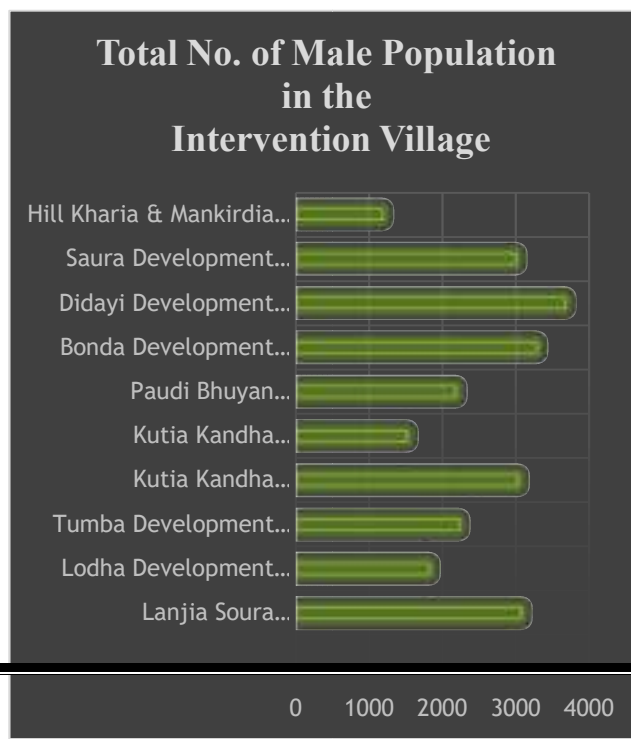 Total No. of Male Population
in the
Intervention Village
Hill Kharia & Mankirdia…
Saura Development…
Didayi Development…
Bonda Development…
Paudi Bhuyan…
Kutia Kandha…
Kutia Kandha…
Tumba Development…
Lodha Development…
Lanjia Soura…
0 1000 2000 3000 4000